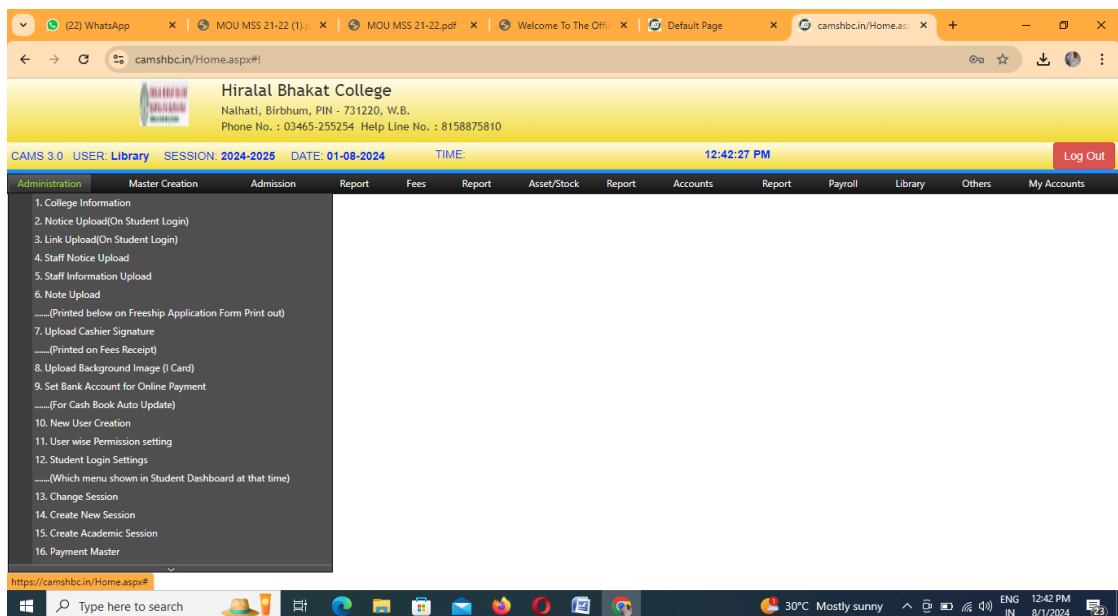 (22) WhatsApp
MOU MSS 21-22 (1).p
MOU MSS 21-22.pdf
Welcome To The Offi
Default Page
camshbc.in/Home.as
camshbc.in/Home.aspx#!
Hiralal Bhakat College
Nalhati, Birbhum, PIN - 731220, W.B.
Phone No. : 03465-255254 Help Line No. : 8158875810
CAMS 3.0 USER: Library SESSION: 2024-2025 DATE: 01-08-2024 TIME: 12:42:27 PM Log Out
Administration Master Creation Admission Report Fees Report Asset/Stock Report Accounts Report Payroll Library Others My Accounts
1. College Information
2. Notice Upload(On Student Login)
3. Link Upload(On Student Login)
4. Staff Notice Upload
5. Staff Information Upload
6. Note Upload
......(Printed below on Freeship Application Form Print out)
7. Upload Cashier Signature
......(Printed on Fees Receipt)
8. Upload Background Image (I Card)
9. Set Bank Account for Online Payment
......(For Cash Book Auto Update)
10. New User Creation
11. User wise Permission setting
12. Student Login Settings
......(Which menu shown in Student Dashboard at that time)
13. Change Session
14. Create New Session
15. Create Academic Session
16. Payment Master
https://camshbc.in/Home.aspx#
Type here to search
30°C Mostly sunny
ENG
IN
12:42 PM
8/1/2024
23